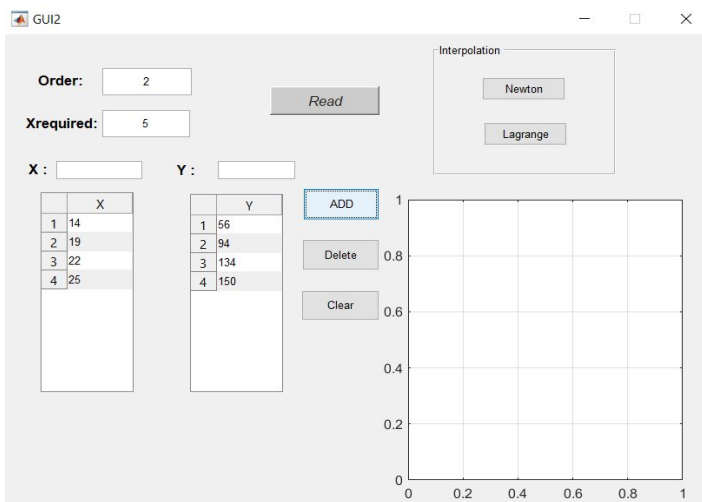 GUI2
Order: 2
Read
Xrequired: 5
Interpolation
Newton
Lagrange
X :
Y :
X
1 14
2 19
3 22
4 25
Y
1 56
2 94
3 134
4 150
ADD
Delete
Clear
1
0.8
0.6
0.4
0.2
0
0 0.2 0.4 0.6 0.8 1